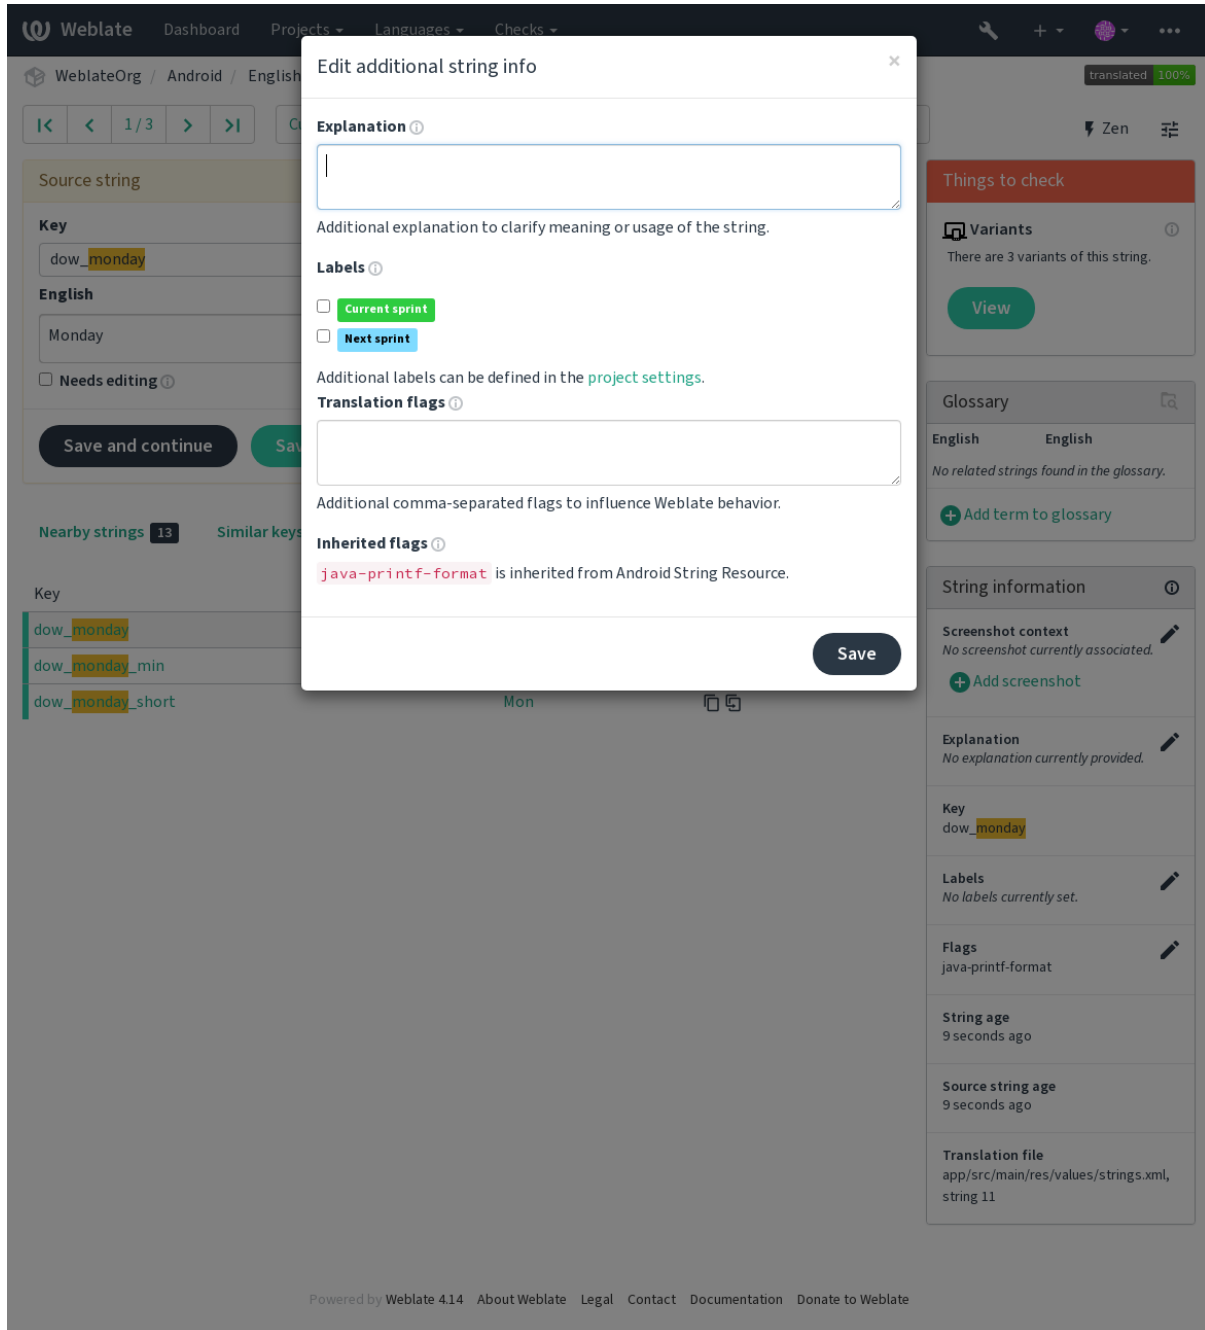 Weblate Dashboard Projects Languages Checks
WeblateOrg / Android / English
translated 100%
1 / 3
Zen
Edit additional string info
×
Explanation
Additional explanation to clarify meaning or usage of the string.
Labels
Current sprint
Next sprint
Additional labels can be defined in the project settings.
Translation flags
Additional comma-separated flags to influence Weblate behavior.
Inherited flags
java-printf-format is inherited from Android String Resource.
Save
Source string
Key
dow_monday
English
Monday
Needs editing
Save and continue
Nearby strings 13 Similar keys
Key
dow_monday
dow_monday_min
dow_monday_short Mon
Things to check
Variants
There are 3 variants of this string.
View
Glossary
English English
No related strings found in the glossary.
Add term to glossary
String information
Screenshot context
No screenshot currently associated.
Add screenshot
Explanation
No explanation currently provided.
Key
dow_monday
Labels
No labels currently set.
Flags
java-printf-format
String age
9 seconds ago
Source string age
9 seconds ago
Translation file
app/src/main/res/values/strings.xml,
string 11
Powered by Weblate 4.14 About Weblate Legal Contact Documentation Donate to Weblate